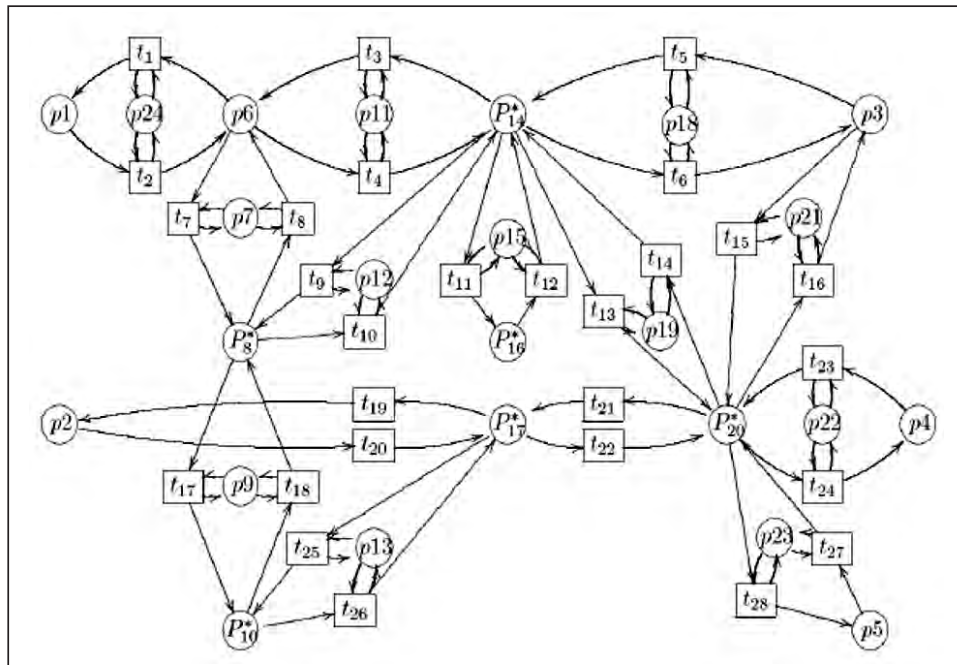 t₁ t₃ t₅
p1 p24 p6 p11 P*₁₄ p18 p3
t₂ t₄ t₆
t₇ p7 t₈ t₉ p12 t₁₀ t₁₁ p15 t₁₂ t₁₃ t₁₄ p19 t₁₅ p21 t₁₆
P*₈ P*₁₆
t₂₃
t₁₉ t₂₁
p2 P*₁₇ P*₂₀ p22 p4
t₂₀ t₂₂
t₂₄
t₁₇ p9 t₁₈
t₂₅ p13 p23 t₂₇
t₂₆ t₂₈
P*₁₀ p5